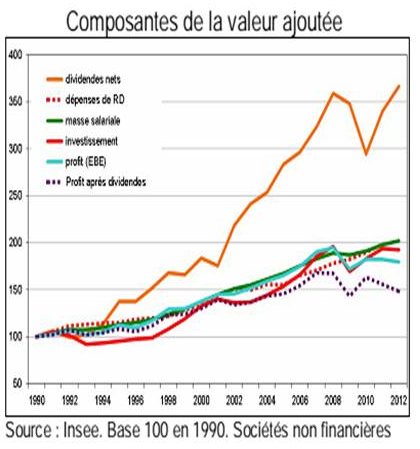 Composantes de la valeur ajoutée
400
350
300
250
200
150
100
50
dividendes nets
dépenses de RD
masse salariale
investissement
profit (EBE)
Profit après dividendes
1990 1992 1994 1996 1998 2000 2002 2004 2006 2008 2010 2012
Source : Insee. Base 100 en 1990. Sociétés non financières